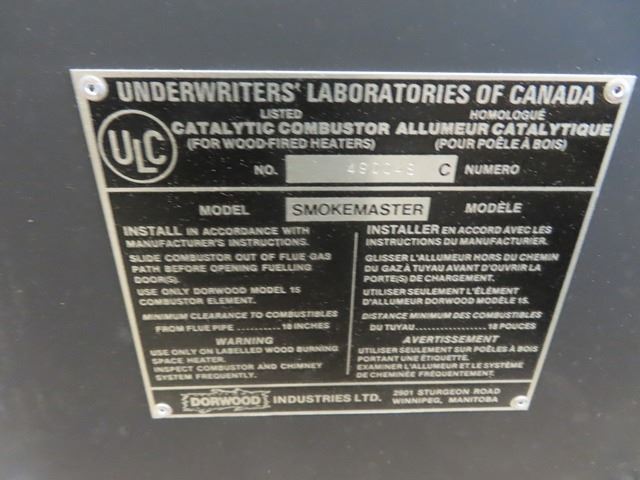 UNDERWRITERS' LABORATORIES OF CANADA
ULC
LISTED
CATALYTIC COMBUSTOR
(FOR WOOD-FIRED HEATERS)
HOMOLOGUÉ
ALLUMEUR CATALYTIQUE
(POUR POÊLE À BOIS)
NO. C NUMERO
MODEL SMOKEMASTER MODÈLE
INSTALL IN ACCORDANCE WITH
MANUFACTURER'S INSTRUCTIONS.
SLIDE COMBUSTOR OUT OF FLUE GAS
PATH BEFORE OPENING FUELLING
DOOR(S).
USE ONLY DORWOOD MODEL 15
COMBUSTOR ELEMENT.
MINIMUM CLEARANCE TO COMBUSTIBLES
FROM FLUE PIPE .......... 18 INCHES
WARNING
USE ONLY ON LABELLED WOOD BURNING
SPACE HEATER.
INSPECT COMBUSTOR AND CHIMNEY
SYSTEM FREQUENTLY.
INSTALLER EN ACCORD AVEC LES
INSTRUCTIONS DU MANUFACTURIER.
GLISSER L'ALLUMEUR HORS DU CHEMIN
DU GAZ À TUYAU AVANT D'OUVRIR LA
PORTE(S) DE CHARGEMENT.
UTILISER SEULEMENT L'ÉLÉMENT
D'ALLUMEUR DORWOOD MODÈLE 15.
DISTANCE MINIMUM DES COMBUSTIBLES
DU TUYAU.................. 18 POUCES
AVERTISSEMENT
UTILISER SEULEMENT SUR POÊLES À BOIS
PORTANT UNE ÉTIQUETTE.
EXAMINER L'ALLUMEUR ET LE SYSTÈME
DE CHEMINÉE FRÉQUENTEMENT.
DORWOOD INDUSTRIES LTD.
2901 STURGEON ROAD
WINNIPEG, MANITOBA